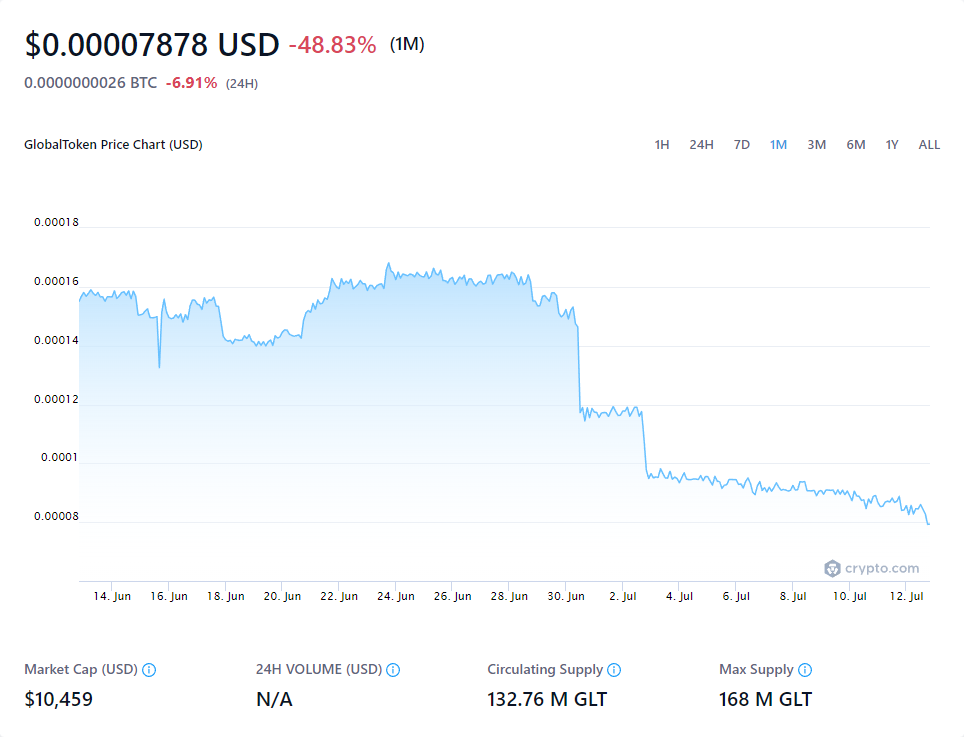 $0.00007878 USD -48.83% (1M)
0.0000000026 BTC -6.91% (24H)
GlobalToken Price Chart (USD) 1H 24H 7D 1M 3M 6M 1Y ALL
0.00018
0.00016
0.00014
0.00012
0.0001
0.00008
crypto.com
14. Jun 16. Jun 18. Jun 20. Jun 22. Jun 24. Jun 26. Jun 28. Jun 30. Jun 2. Jul 4. Jul 6. Jul 8. Jul 10. Jul 12. Jul
Market Cap (USD) 24H VOLUME (USD) Circulating Supply Max Supply
$10,459 N/A 132.76 M GLT 168 M GLT